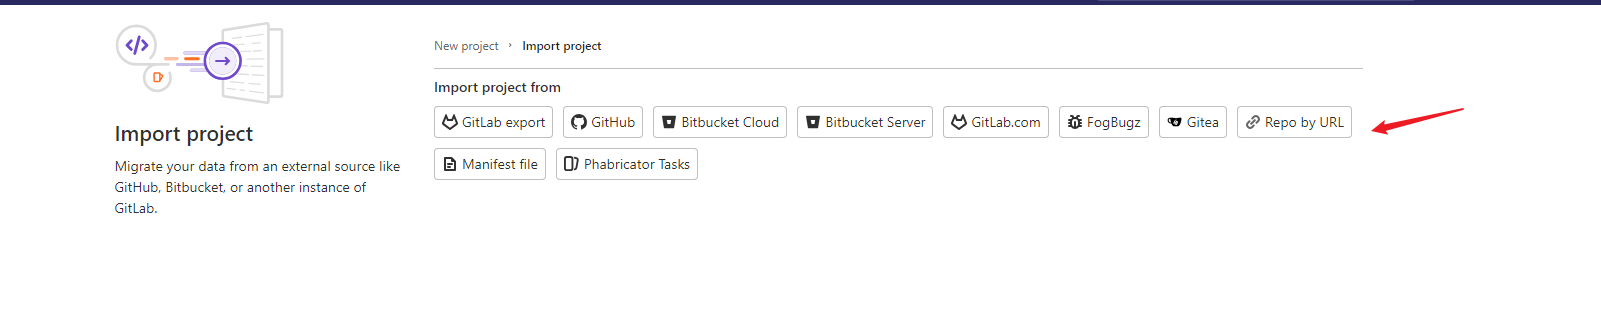 New project › Import project
Import project from
GitLab export GitHub Bitbucket Cloud Bitbucket Server GitLab.com FogBugz Gitea Repo by URL
Manifest file Phabricator Tasks
Import project
Migrate your data from an external source like
GitHub, Bitbucket, or another instance of
GitLab.